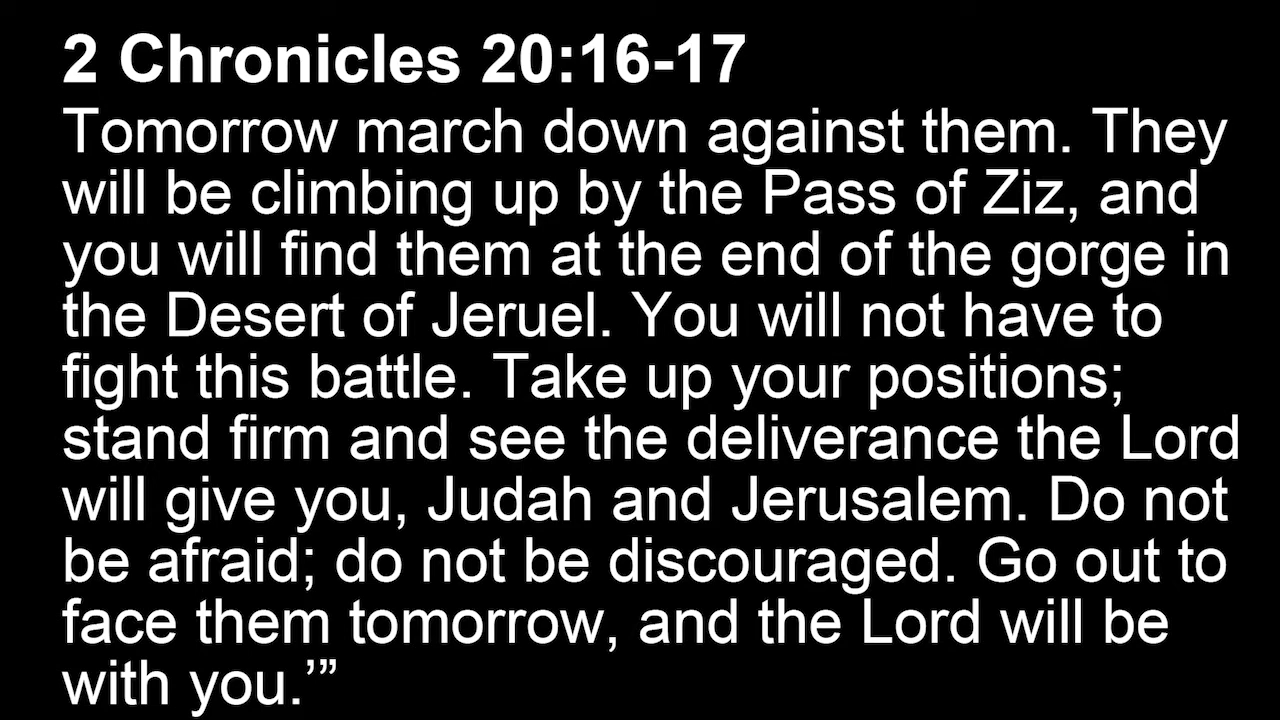 2 Chronicles 20:16-17
Tomorrow march down against them. They
will be climbing up by the Pass of Ziz, and
you will find them at the end of the gorge in
the Desert of Jeruel. You will not have to
fight this battle. Take up your positions;
stand firm and see the deliverance the Lord
will give you, Judah and Jerusalem. Do not
be afraid; do not be discouraged. Go out to
face them tomorrow, and the Lord will be
with you.’”